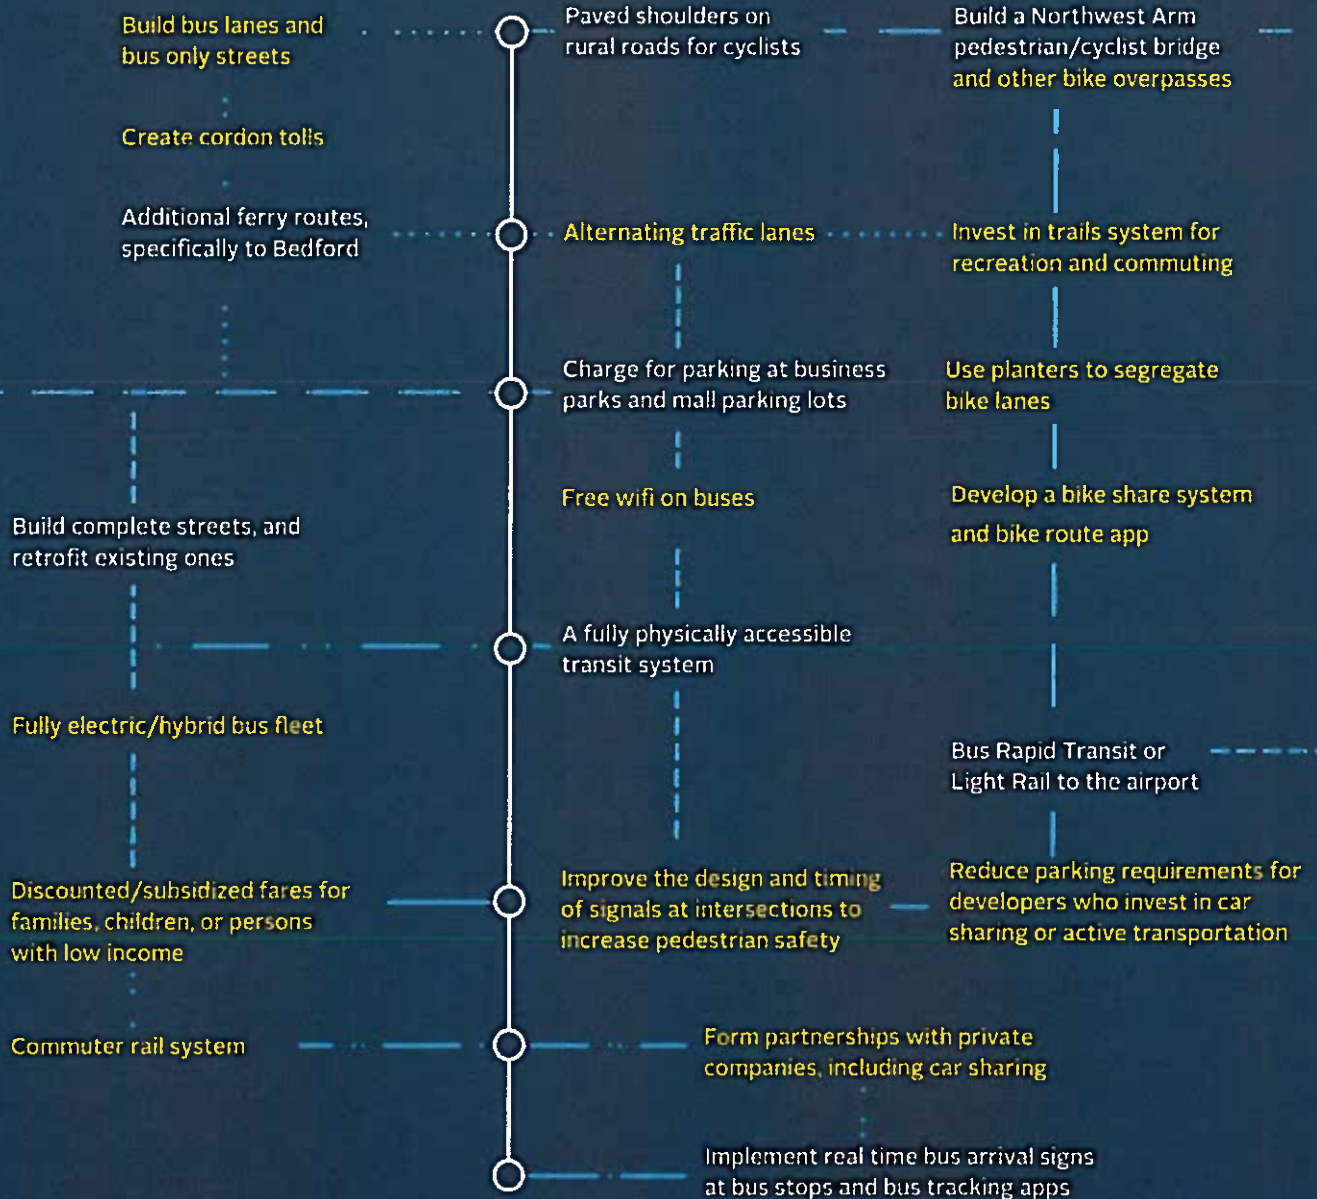 Build bus lanes and
bus only streets
Paved shoulders on
rural roads for cyclists
Build a Northwest Arm
pedestrian/cyclist bridge
and other bike overpasses
Create cordon tolls
Additional ferry routes,
specifically to Bedford
Alternating traffic lanes
Invest in trails system for
recreation and commuting
Charge for parking at business
parks and mall parking lots
Use planters to segregate
bike lanes
Free wifi on buses
Develop a bike share system
and bike route app
Build complete streets, and
retrofit existing ones
A fully physically accessible
transit system
Fully electric/hybrid bus fleet
Bus Rapid Transit or
Light Rail to the airport
Discounted/subsidized fares for
families, children, or persons
with low income
Improve the design and timing
of signals at intersections to
increase pedestrian safety
Reduce parking requirements for
developers who invest in car
sharing or active transportation
Commuter rail system
Form partnerships with private
companies, including car sharing
Implement real time bus arrival signs
at bus stops and bus tracking apps